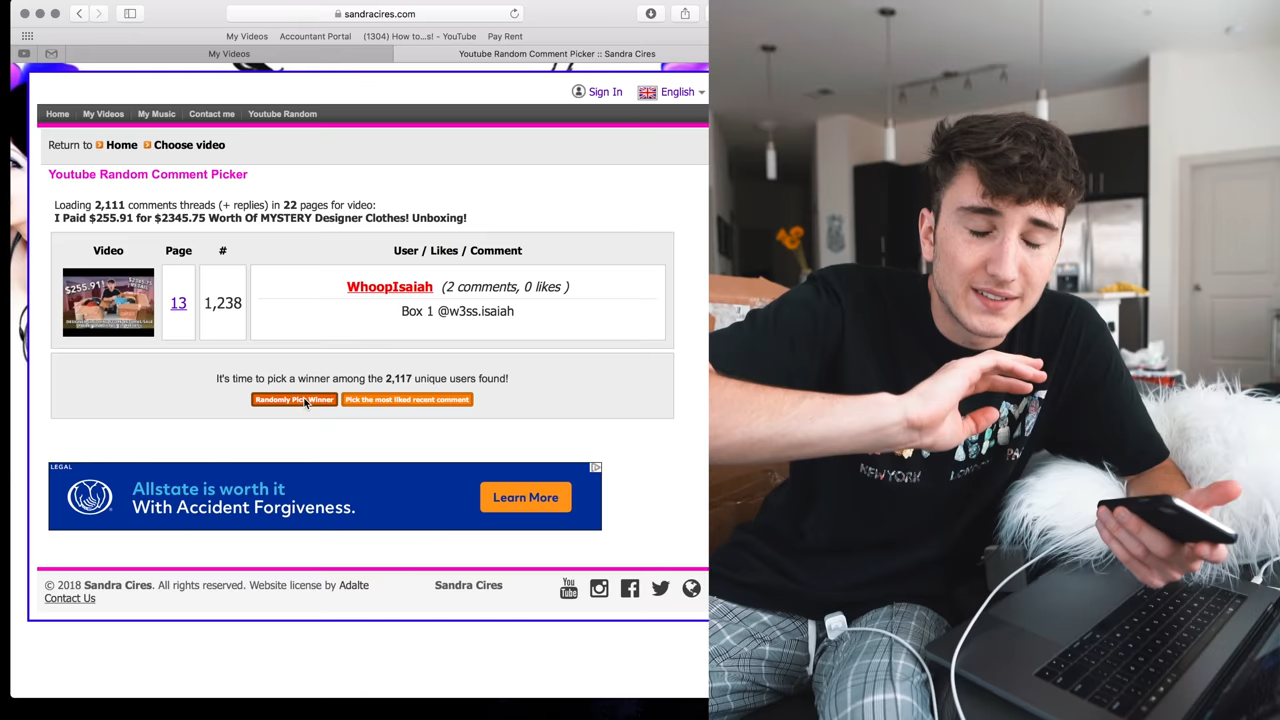 sandracires.com
My Videos Accountant Portal (1304) How to...s! - YouTube Pay Rent
My Videos Youtube Random Comment Picker :: Sandra Cires
Sign In English
Home My Videos My Music Contact me Youtube Random
Return to Home Choose video
Youtube Random Comment Picker
Loading 2,111 comments threads (+ replies) in 22 pages for video:
I Paid $255.91 for $2345.75 Worth Of MYSTERY Designer Clothes! Unboxing!
Video Page # User / Likes / Comment
$255.91!
13 1,238 WhoopIsaiah (2 comments, 0 likes )
Box 1 @w3ss.isaiah
It's time to pick a winner among the 2,117 unique users found!
Randomly Pick Winner Pick the most liked recent comment
LEGAL
Allstate is worth it
With Accident Forgiveness.
Learn More
© 2018 Sandra Cires. All rights reserved. Website license by Adalte Sandra Cires You Tube
Contact Us
NEWYORK